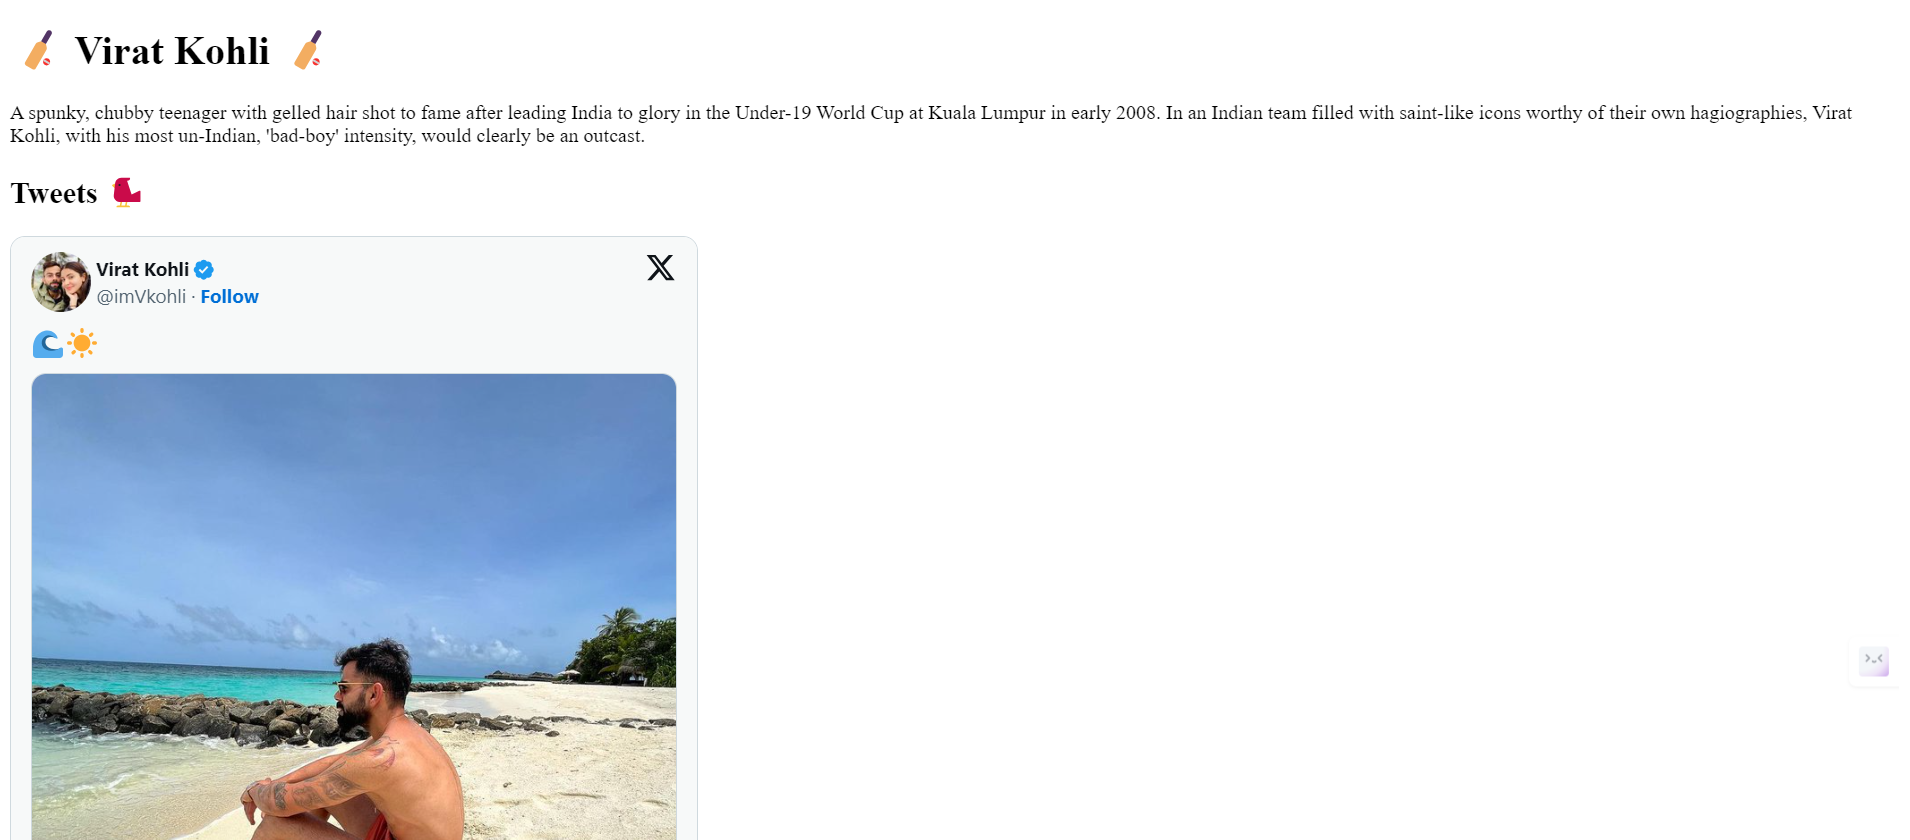 Virat Kohli
A spunky, chubby teenager with gelled hair shot to fame after leading India to glory in the Under-19 World Cup at Kuala Lumpur in early 2008. In an Indian team filled with saint-like icons worthy of their own hagiographies, Virat
Kohli, with his most un-Indian, 'bad-boy' intensity, would clearly be an outcast.
Tweets
Virat Kohli
@imVkohli · Follow